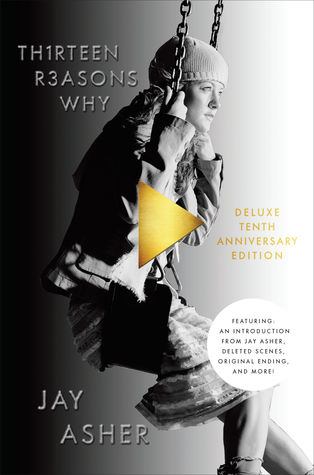 TH1RTEEN
R3ASONS
WHY
DELUXE
TENTH
ANNIVERSARY
EDITION
FEATURING:
AN INTRODUCTION
FROM JAY ASHER,
DELETED SCENES,
ORIGINAL ENDING,
AND MORE!
JAY
ASHER